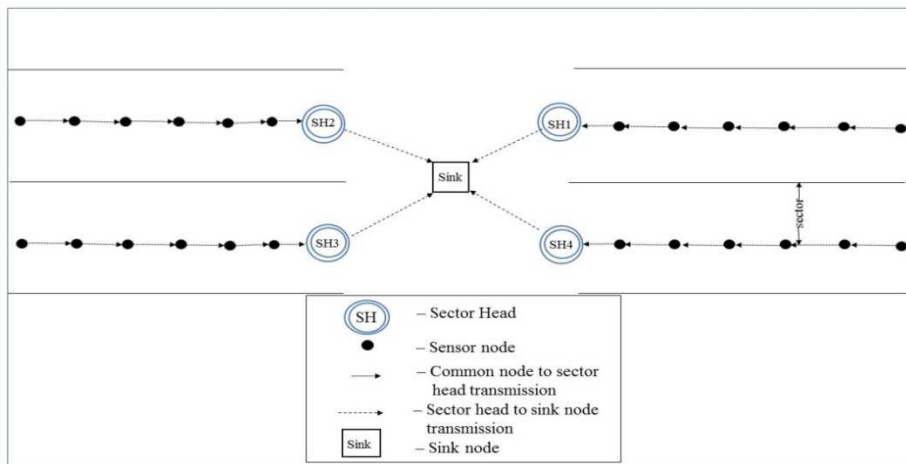 SH2
SH1
Sink
sector
SH3
SH4
SH
– Sector Head
– Sensor node
– Common node to sector
head transmission
– Sector head to sink node
transmission
Sink
– Sink node